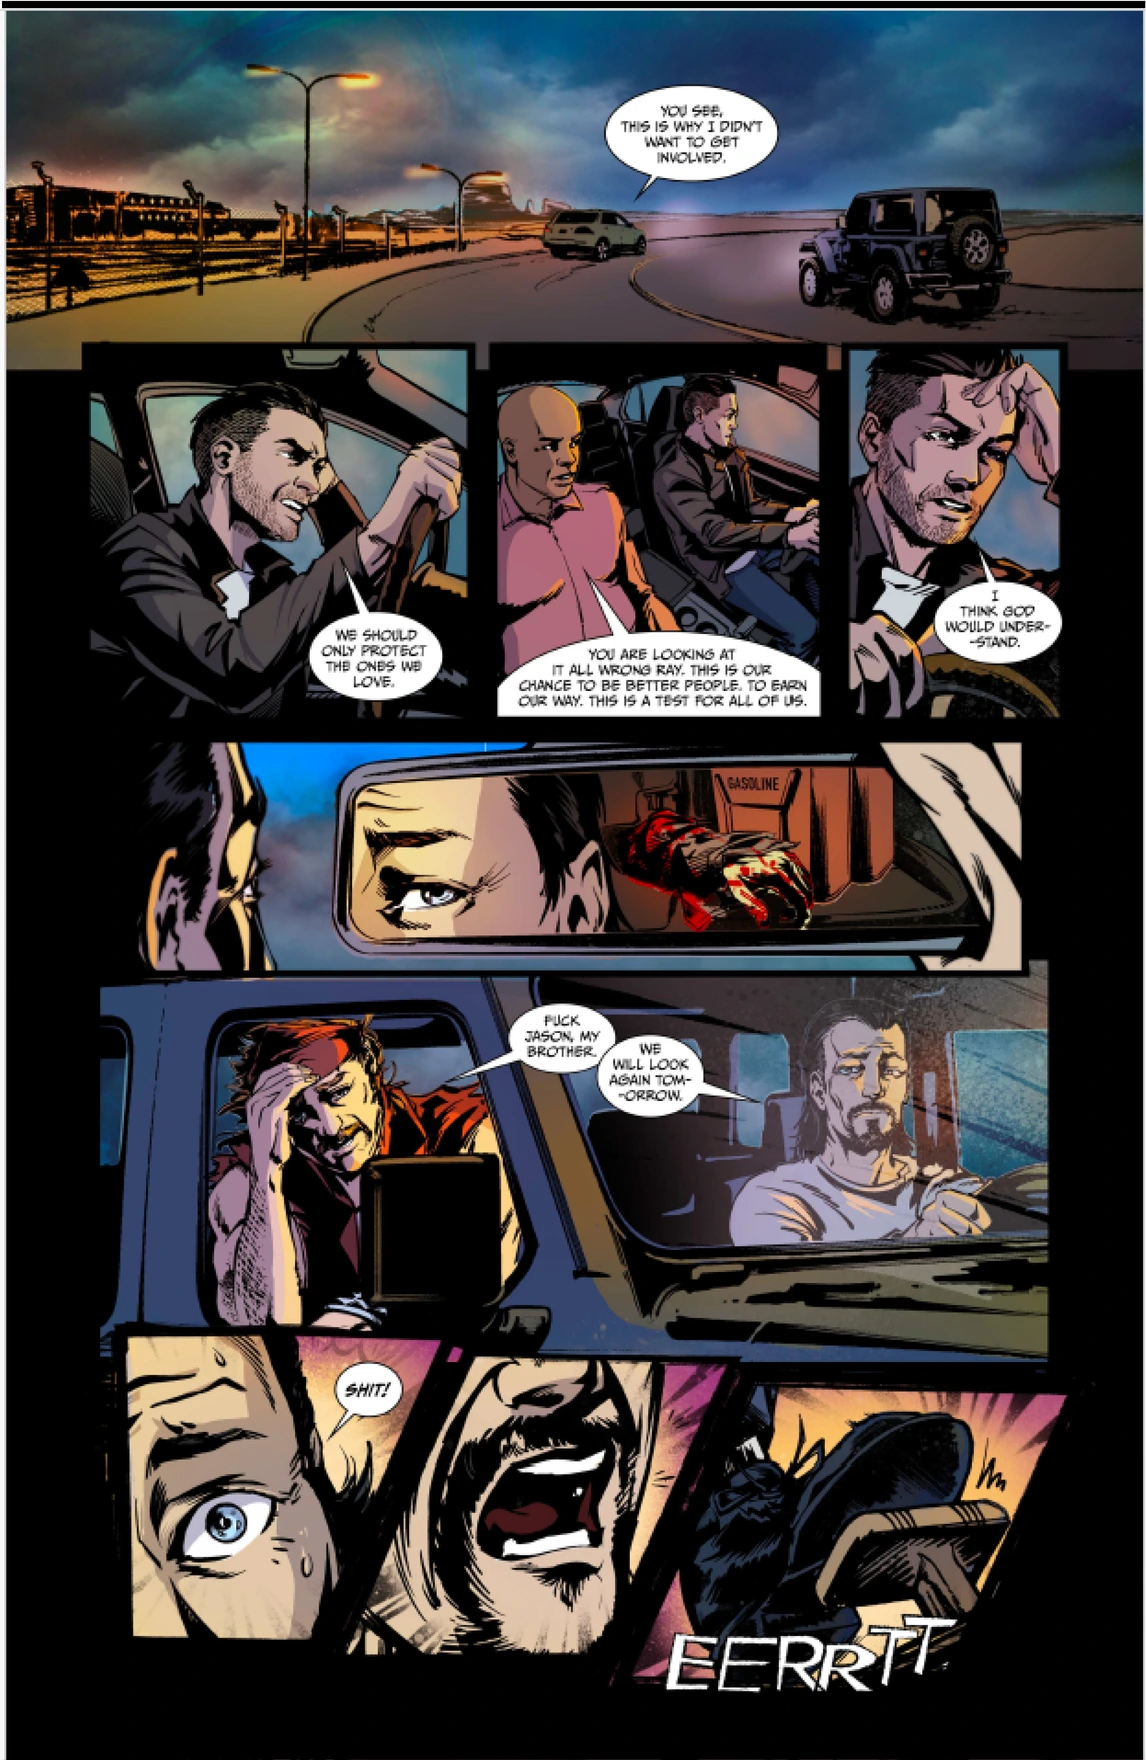 YOU SEE,
THIS IS WHY I DIDN'T
WANT TO GET
INVOLVED.
WE SHOULD
ONLY PROTECT
THE ONES WE
LOVE.
YOU ARE LOOKING AT
IT ALL WRONG RAY. THIS IS OUR
CHANCE TO BE BETTER PEOPLE. TO EARN
OUR WAY. THIS IS A TEST FOR ALL OF US.
I
THINK GOD
WOULD UNDER-
-STAND.
GASOLINE
FUCK
JASON, MY
BROTHER.
WE
WILL LOOK
AGAIN TOM-
-ORROW.
SHIT!
EERRTT